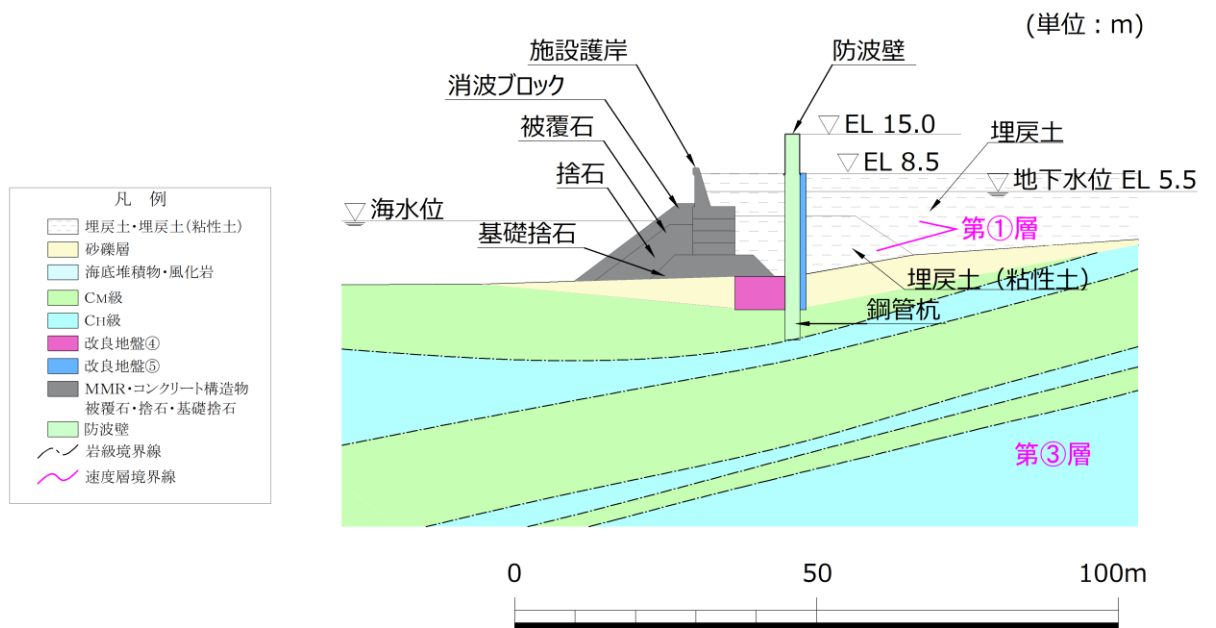 (単位：m)
施設護岸
防波壁
消波ブロック
EL 15.0
埋戻土
被覆石
EL 8.5
捨石
地下水位 EL 5.5
海水位
第①層
基礎捨石
埋戻土（粘性土）
鋼管杭
第③層
凡 例
埋戻土・埋戻土(粘性土)
砂礫層
海底堆積物・風化岩
CM級
CH級
改良地盤④
改良地盤⑤
MMR・コンクリート構造物
被覆石・捨石・基礎捨石
防波壁
岩級境界線
速度層境界線
0 50 100m